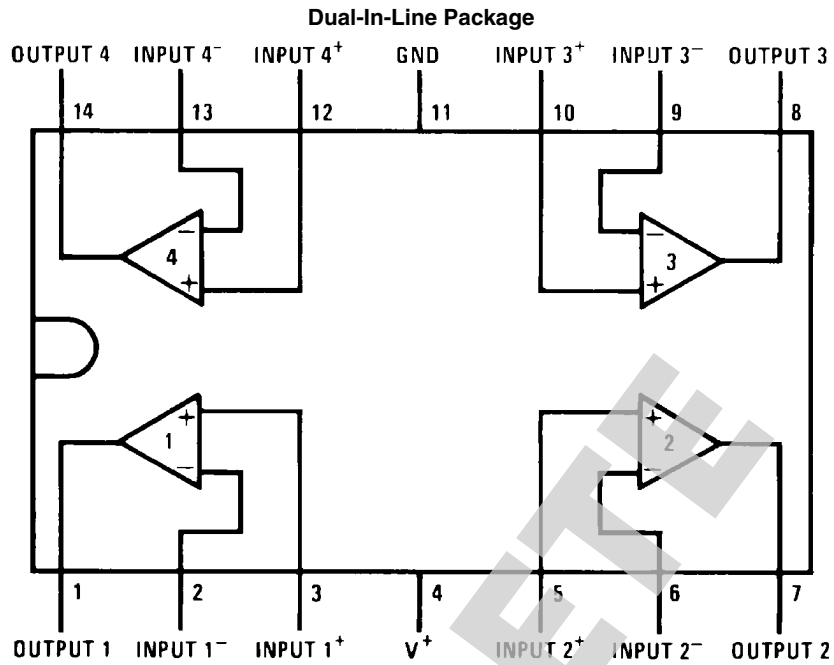 Dual-In-Line Package
OUTPUT 4 INPUT 4⁻ INPUT 4⁺ GND INPUT 3⁺ INPUT 3⁻ OUTPUT 3
14 13 12 11 10 9 8
− −
4 3
+ +
+ +
1 2
− −
1 2 3 4 5 6 7
OUTPUT 1 INPUT 1⁻ INPUT 1⁺ V⁺ INPUT 2⁺ INPUT 2⁻ OUTPUT 2
ETE